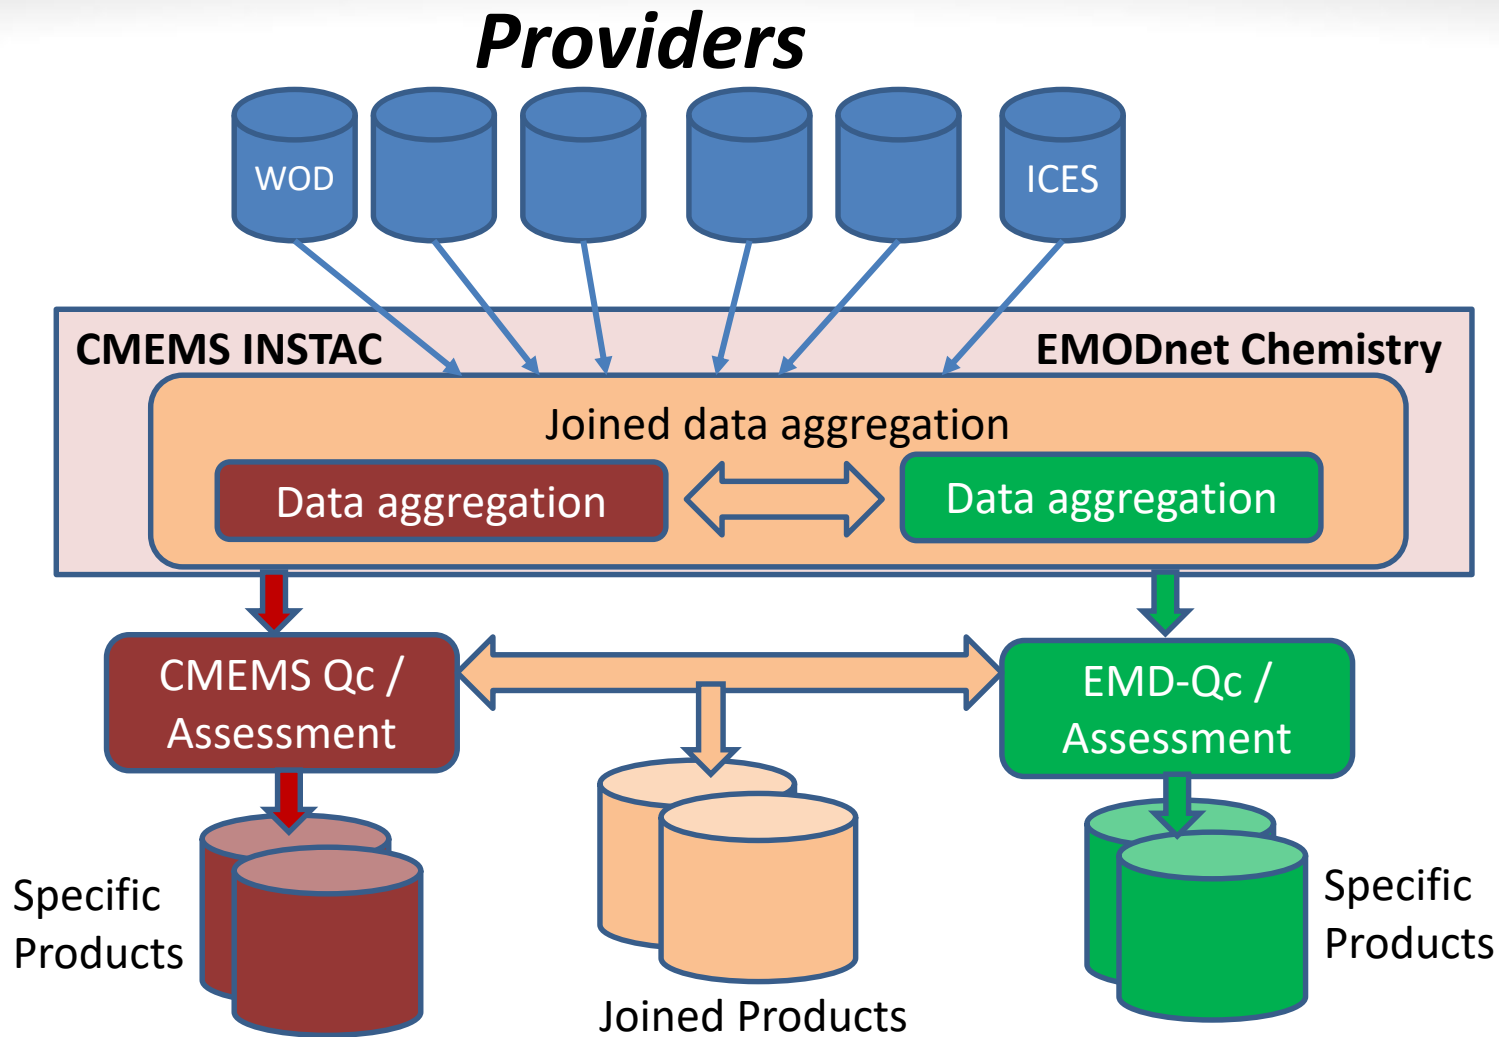 Providers
WOD
ICES
CMEMS INSTAC
EMODnet Chemistry
Joined data aggregation
Data aggregation
Data aggregation
CMEMS Qc /
Assessment
EMD-Qc /
Assessment
Specific
Products
Joined Products
Specific
Products